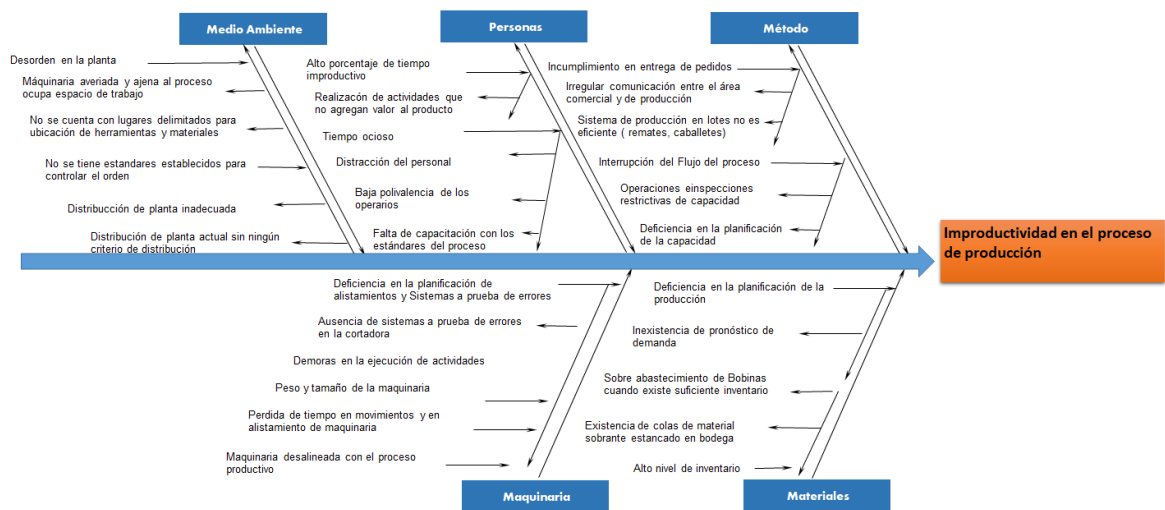 Medio Ambiente
Personas
Método
Desorden en la planta
Máquinaria averiada y ajena al proceso
ocupa espacio de trabajo
No se cuenta con lugares delimitados para
ubicación de herramientas y materiales
No se tiene estandares establecidos para
controlar el orden
Distribucción de planta inadecuada
Distribución de planta actual sin ningún
criterio de distribución
Alto porcentaje de tiempo
improductivo
Realizacón de actividades que
no agregan valor al producto
Tiempo ocioso
Distracción del personal
Baja polivalencia de los
operarios
Falta de capacitación con los
estándares del proceso
Incumplimiento en entrega de pedidos
Irregular comunicación entre el área
comercial y de producción
Sistema de producción en lotes no es
eficiente ( remates, caballetes)
Interrupción del Flujo del proceso
Operaciones einspecciones
restrictivas de capacidad
Deficiencia en la planificación
de la capacidad
Improductividad en el proceso
de producción
Deficiencia en la planificación de
alistamientos y Sistemas a prueba de errores
Ausencia de sistemas a prueba de errores
en la cortadora
Demoras en la ejecución de actividades
Peso y tamaño de la maquinaria
Perdida de tiempo en movimientos y en
alistamiento de maquinaria
Maquinaria desalineada con el proceso
productivo
Deficiencia en la planificación de la
producción
Inexistencia de pronóstico de
demanda
Sobre abastecimiento de Bobinas
cuando existe suficiente inventario
Existencia de colas de material
sobrante estancado en bodega
Alto nivel de inventario
Maquinaria
Materiales